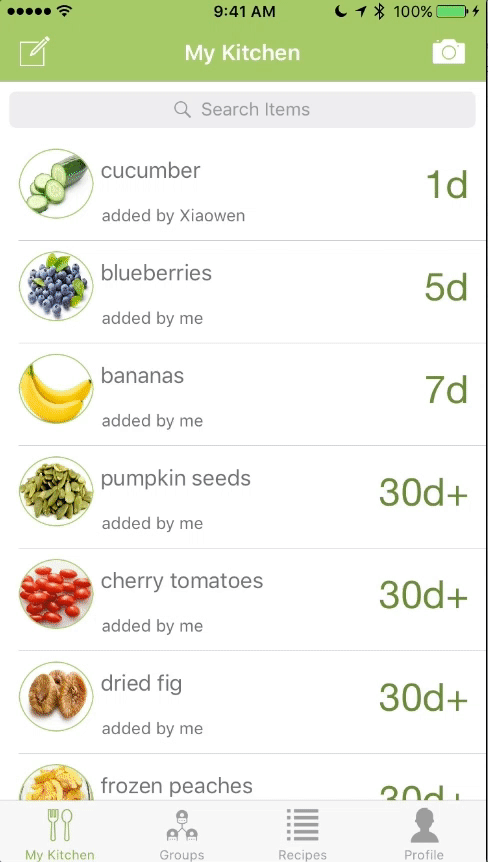 9:41 AM
100%
My Kitchen
Search Items
cucumber
1d
added by Xiaowen
blueberries
5d
added by me
bananas
7d
added by me
pumpkin seeds
30d+
added by me
cherry tomatoes
30d+
added by me
dried fig
30d+
added by me
frozen peaches
30d+
My Kitchen
Groups
Recipes
Profile